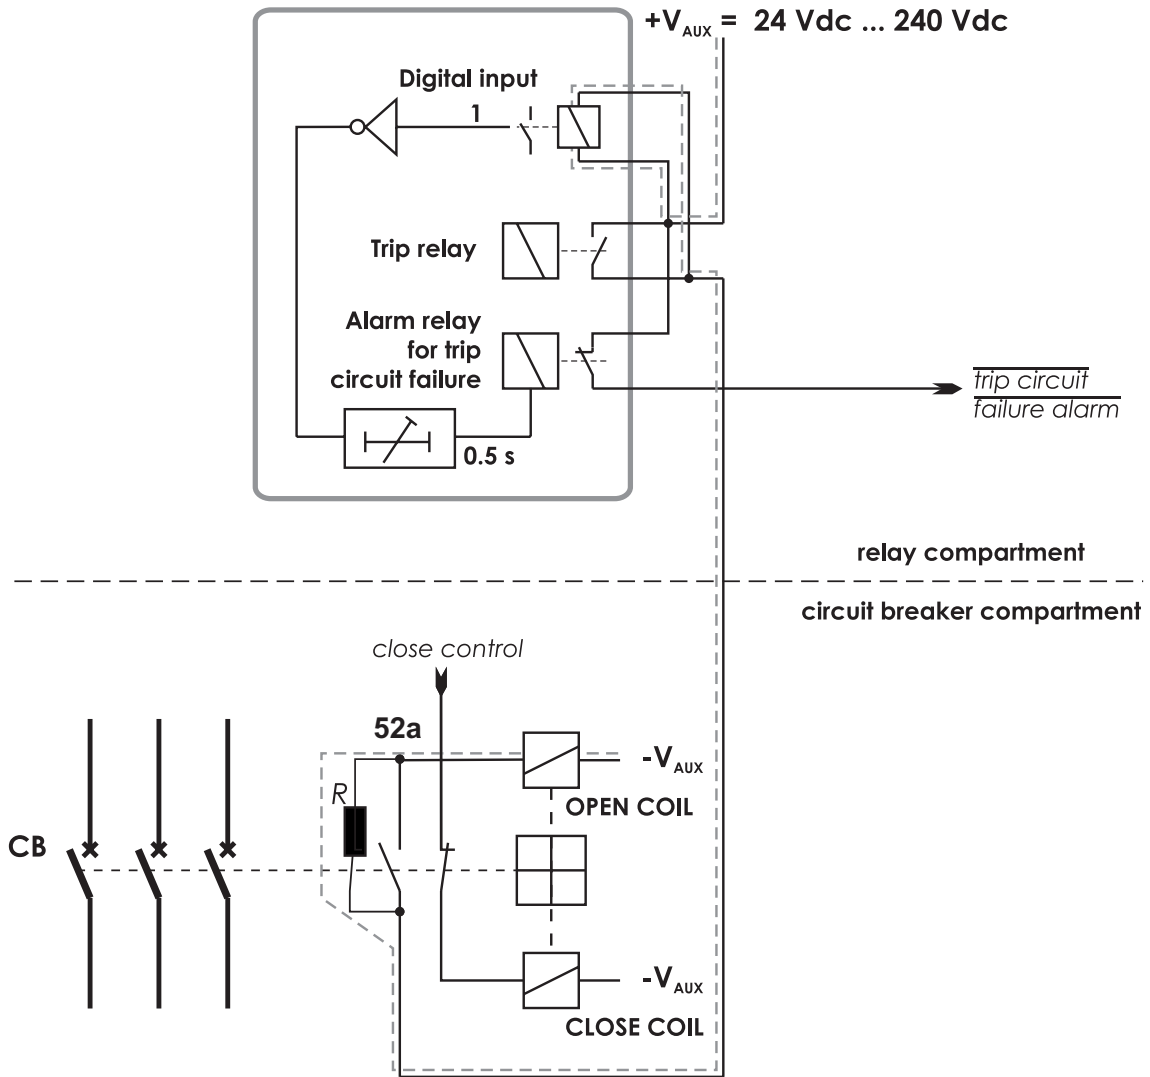 +VAUX = 24 Vdc ... 240 Vdc
Digital input
1
Trip relay
Alarm relay
for trip
circuit failure
trip circuit
failure alarm
0.5 s
relay compartment
circuit breaker compartment
close control
52a
-VAUX
R
OPEN COIL
CB
-VAUX
CLOSE COIL